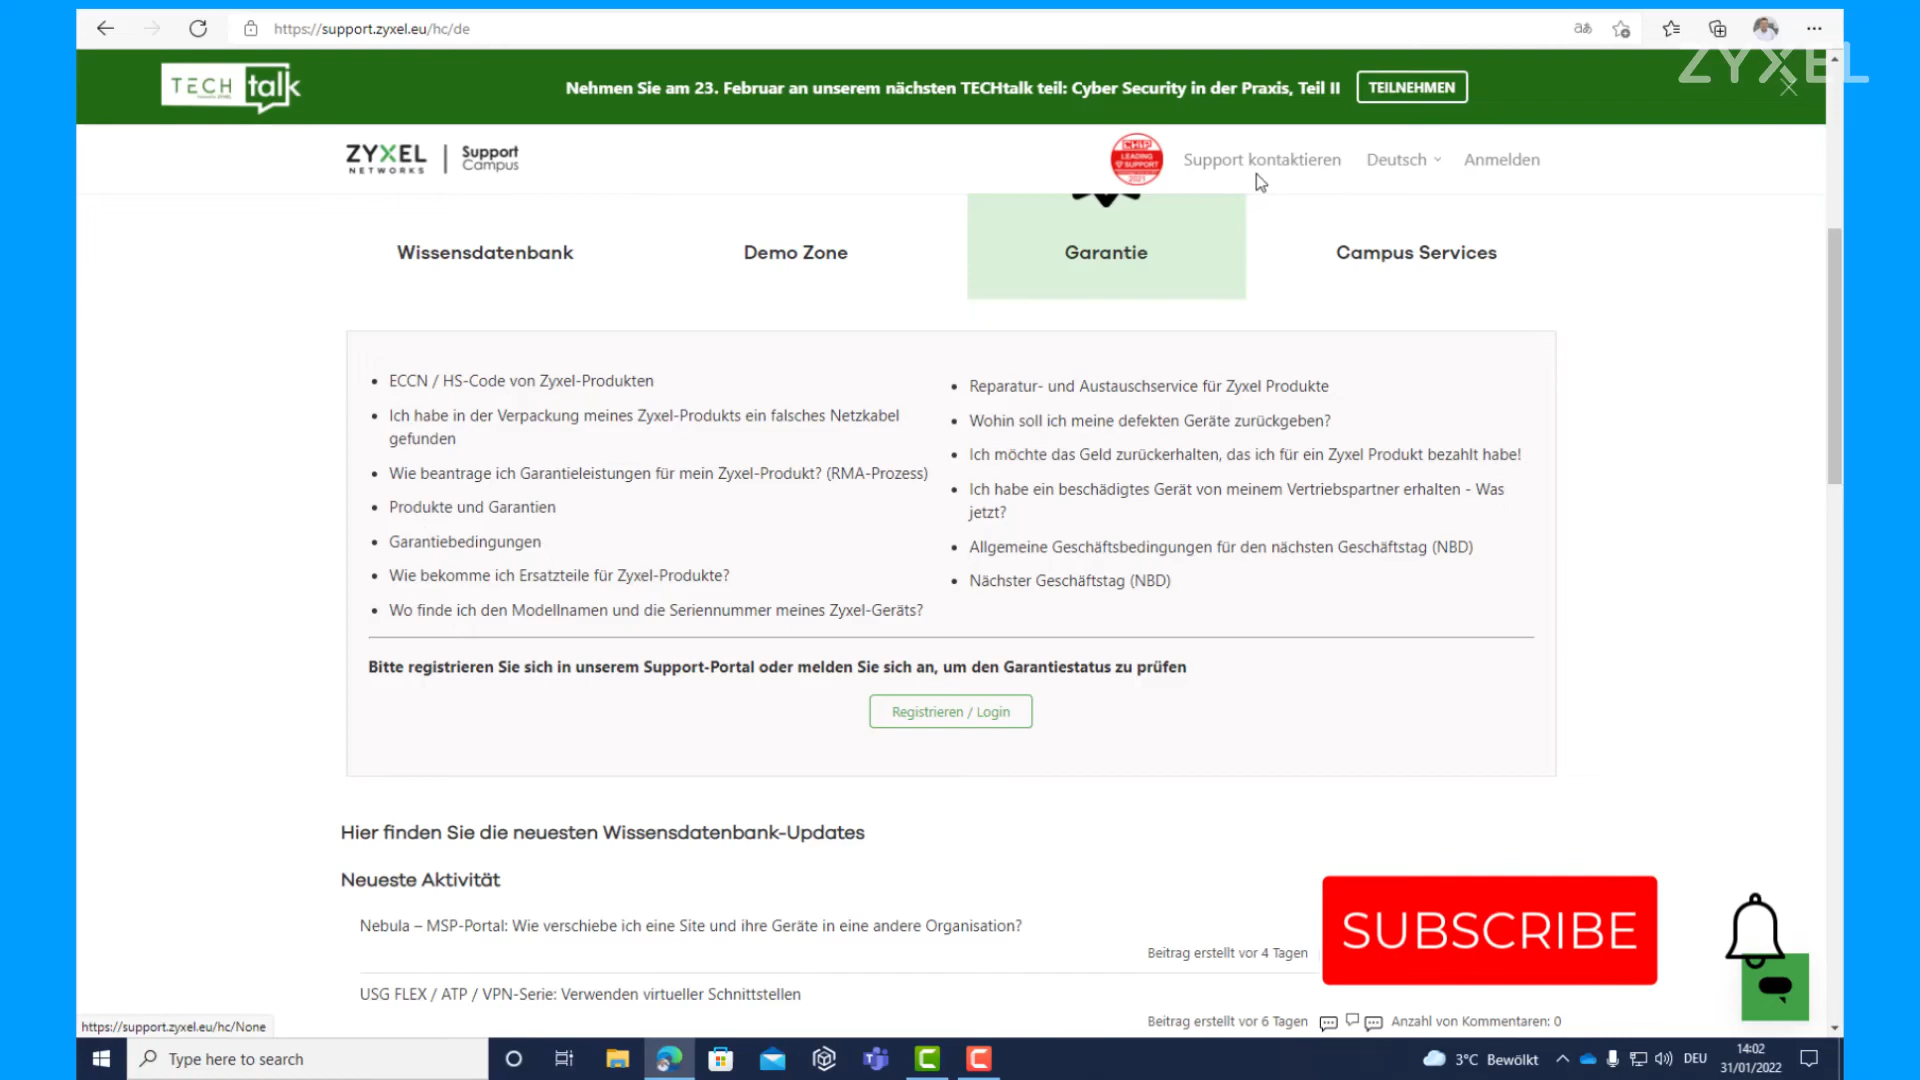 https://support.zyxel.eu/hc/de
ZYXEL
TECH talk
Nehmen Sie am 23. Februar an unserem nächsten TECHtalk teil: Cyber Security in der Praxis, Teil II
TEILNEHMEN
ZYXEL NETWORKS
Support Campus
CHIP LEADING SUPPORT 2021
Support kontaktieren
Deutsch
Anmelden
Wissensdatenbank
Demo Zone
Garantie
Campus Services
ECCN / HS-Code von Zyxel-Produkten
Ich habe in der Verpackung meines Zyxel-Produkts ein falsches Netzkabel
gefunden
Wie beantrage ich Garantieleistungen für mein Zyxel-Produkt? (RMA-Prozess)
Produkte und Garantien
Garantiebedingungen
Wie bekomme ich Ersatzteile für Zyxel-Produkte?
Wo finde ich den Modellnamen und die Seriennummer meines Zyxel-Geräts?
Reparatur- und Austauschservice für Zyxel Produkte
Wohin soll ich meine defekten Geräte zurückgeben?
Ich möchte das Geld zurückerhalten, das ich für ein Zyxel Produkt bezahlt habe!
Ich habe ein beschädigtes Gerät von meinem Vertriebspartner erhalten - Was
jetzt?
Allgemeine Geschäftsbedingungen für den nächsten Geschäftstag (NBD)
Nächster Geschäftstag (NBD)
Bitte registrieren Sie sich in unserem Support-Portal oder melden Sie sich an, um den Garantiestatus zu prüfen
Registrieren / Login
Hier finden Sie die neuesten Wissensdatenbank-Updates
Neueste Aktivität
Nebula – MSP-Portal: Wie verschiebe ich eine Site und ihre Geräte in eine andere Organisation?
Beitrag erstellt vor 4 Tagen
SUBSCRIBE
USG FLEX / ATP / VPN-Serie: Verwenden virtueller Schnittstellen
Beitrag erstellt vor 6 Tagen
Anzahl von Kommentaren: 0
https://support.zyxel.eu/hc/None
Type here to search
3°C Bewölkt
DEU
14:02
31/01/2022